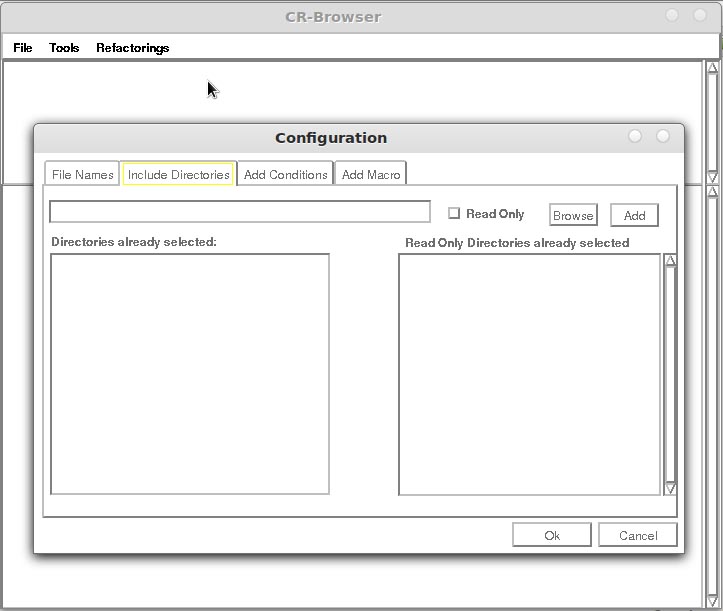 CR-Browser
File Tools Refactorings
Configuration
File Names Include Directories Add Conditions Add Macro
Read Only Browse Add
Directories already selected: Read Only Directories already selected
Ok Cancel